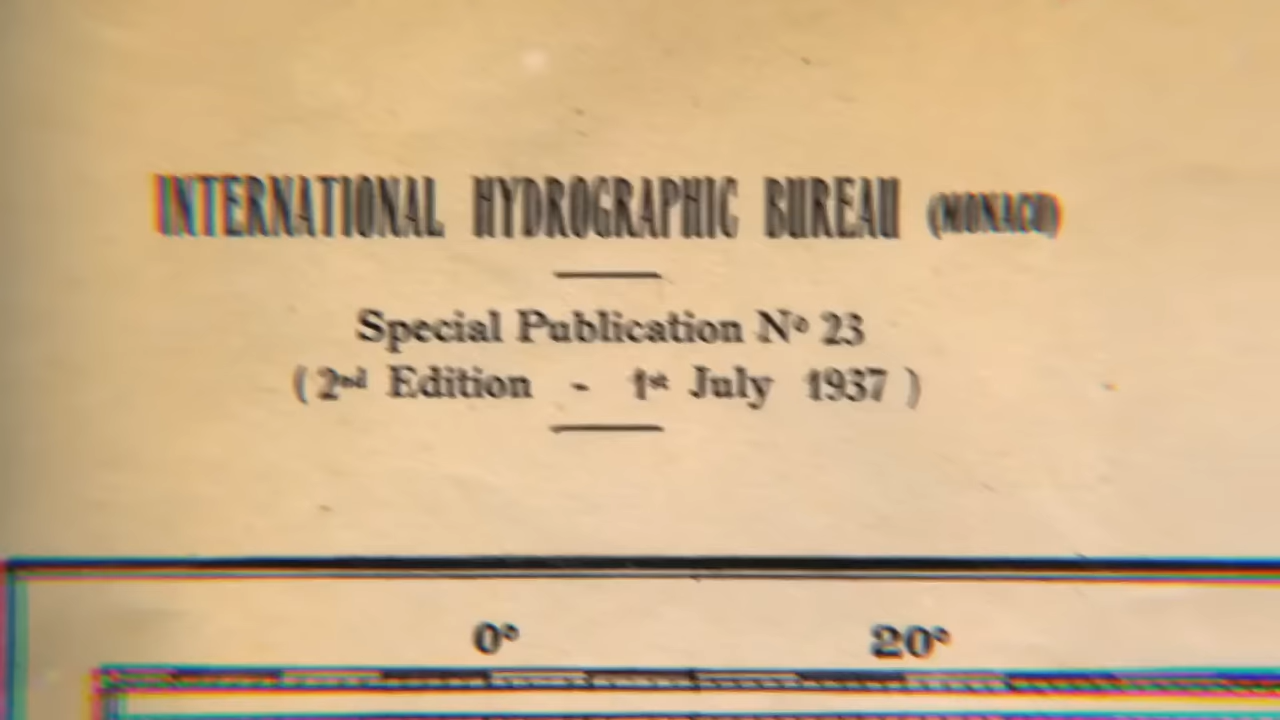 INTERNATIONAL HYDROGRAPHIC BUREAU (MONACO)
Special Publication Nº 23
( 2nd Edition - 1st July 1937 )
0° 20°